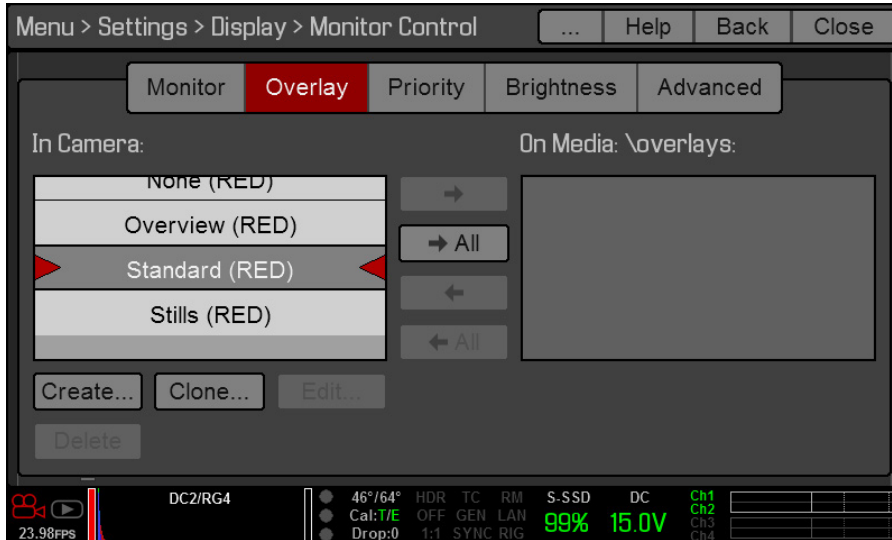 Menu > Settings > Display > Monitor Control ... Help Back Close
Monitor Overlay Priority Brightness Advanced
In Camera: On Media: \overlays:
None (RED)
Overview (RED)
→ All
Standard (RED)
Stills (RED)
← All
Create... Clone... Edit...
Delete
DC2/RG4 46°/64° HDR TC RM S-SSD DC Ch1
Cal:T/E OFF GEN LAN 99% 15.0V Ch2
23.98FPS Drop:0 1:1 SYNC RIG Ch3
Ch4